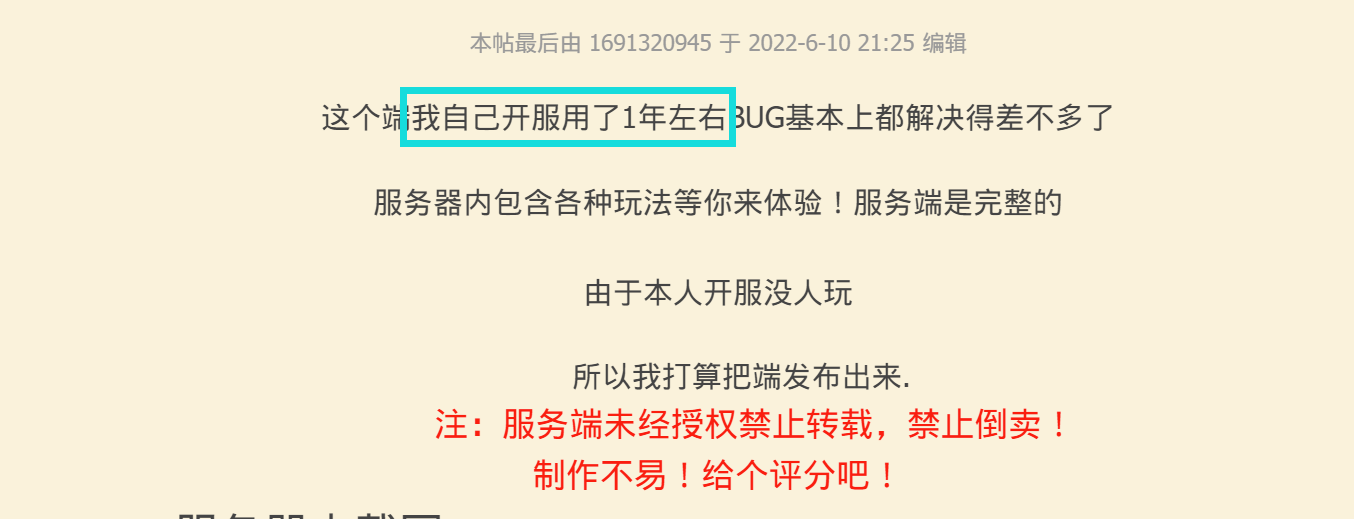 本帖最后由 1691320945 于 2022-6-10 21:25 编辑
这个端我自己开服用了1年左右BUG基本上都解决得差不多了
服务器内包含各种玩法等你来体验！服务端是完整的
由于本人开服没人玩
所以我打算把端发布出来.
注：服务端未经授权禁止转载，禁止倒卖！
制作不易！给个评分吧！